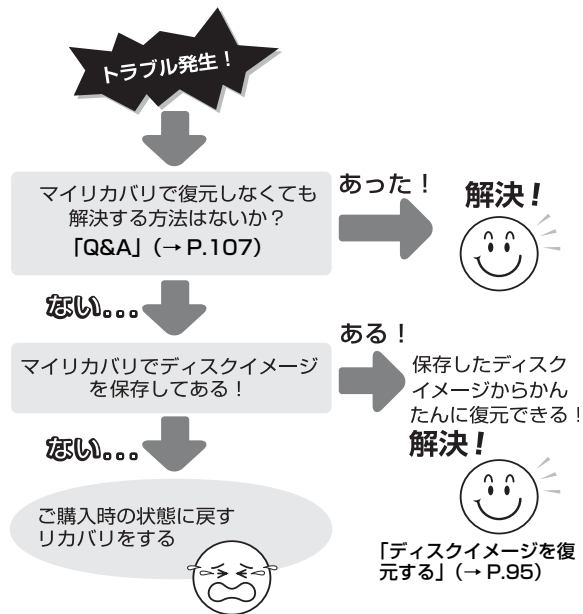 トラブル発生！
マイリカバリで復元しなくても
解決する方法はないか？
「Q&A」（→P.107）
あった！
解決！
ない...
マイリカバリでディスクイメージ
を保存してある！
ある！
保存したディスク
イメージからかん
たんに復元できる！
解決！
「ディスクイメージを復
元する」（→P.95）
ない...
ご購入時の状態に戻す
リカバリをする